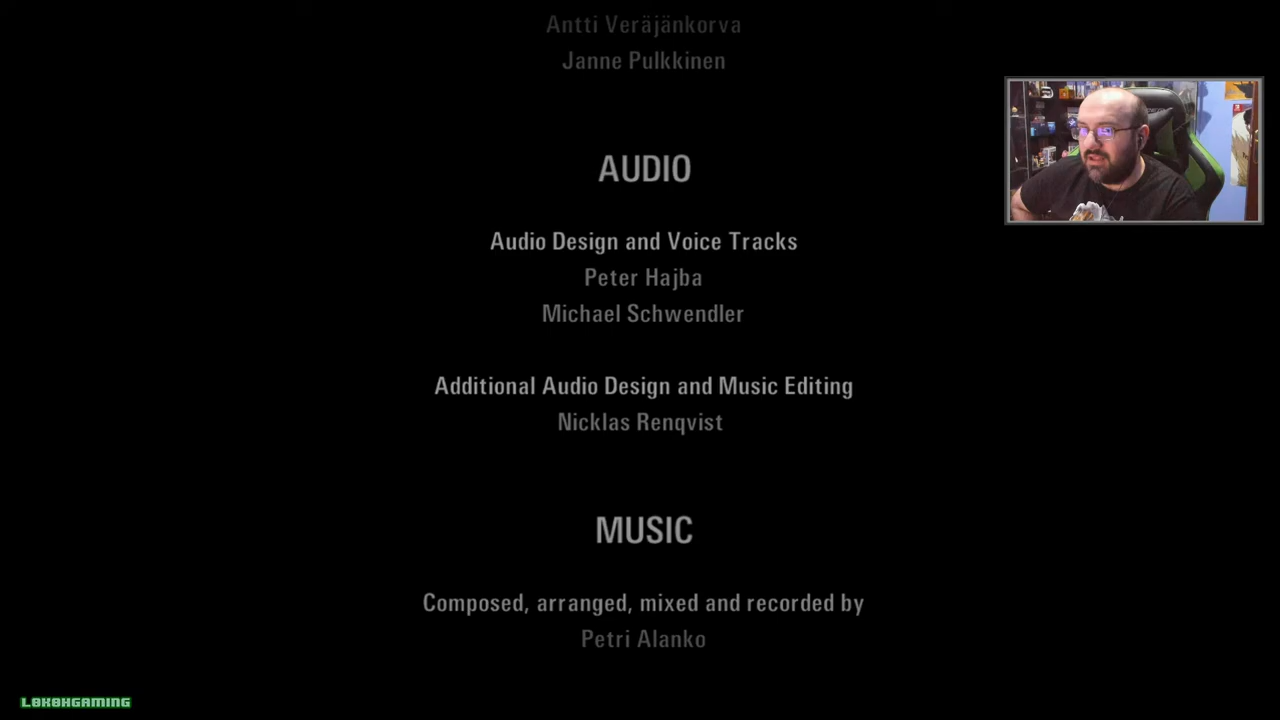 Antti Veräjänkorva
Janne Pulkkinen
AUDIO
Audio Design and Voice Tracks
Peter Hajba
Michael Schwendler
Additional Audio Design and Music Editing
Nicklas Renqvist
MUSIC
Composed, arranged, mixed and recorded by
Petri Alanko
L0K0XGAMING